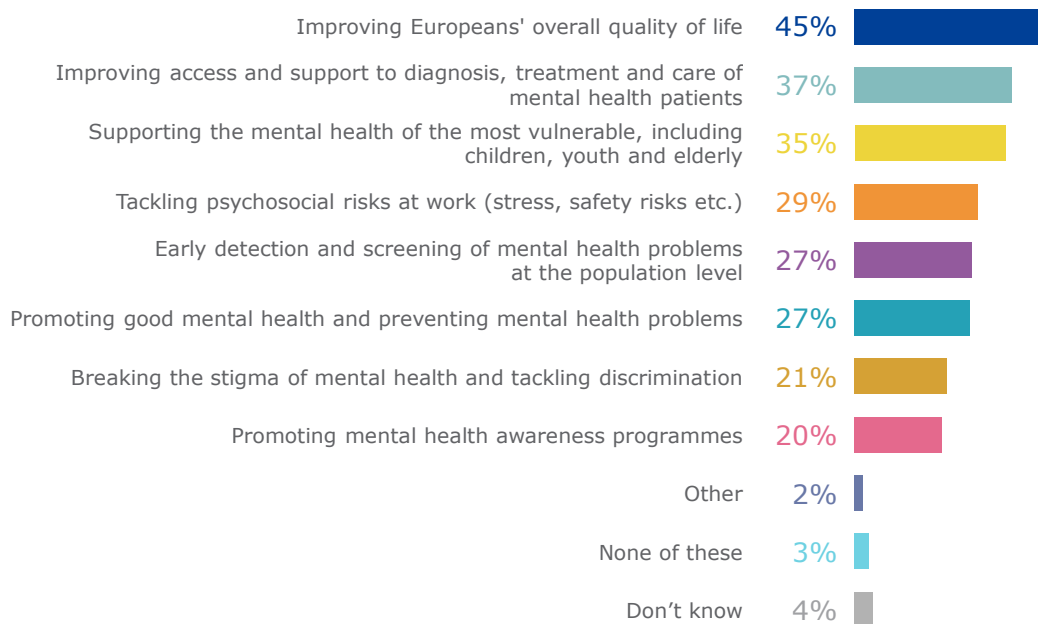 Improving Europeans' overall quality of life 45%
Improving access and support to diagnosis, treatment and care of
mental health patients 37%
Supporting the mental health of the most vulnerable, including
children, youth and elderly 35%
Tackling psychosocial risks at work (stress, safety risks etc.) 29%
Early detection and screening of mental health problems
at the population level 27%
Promoting good mental health and preventing mental health problems 27%
Breaking the stigma of mental health and tackling discrimination 21%
Promoting mental health awareness programmes 20%
Other 2%
None of these 3%
Don’t know 4%